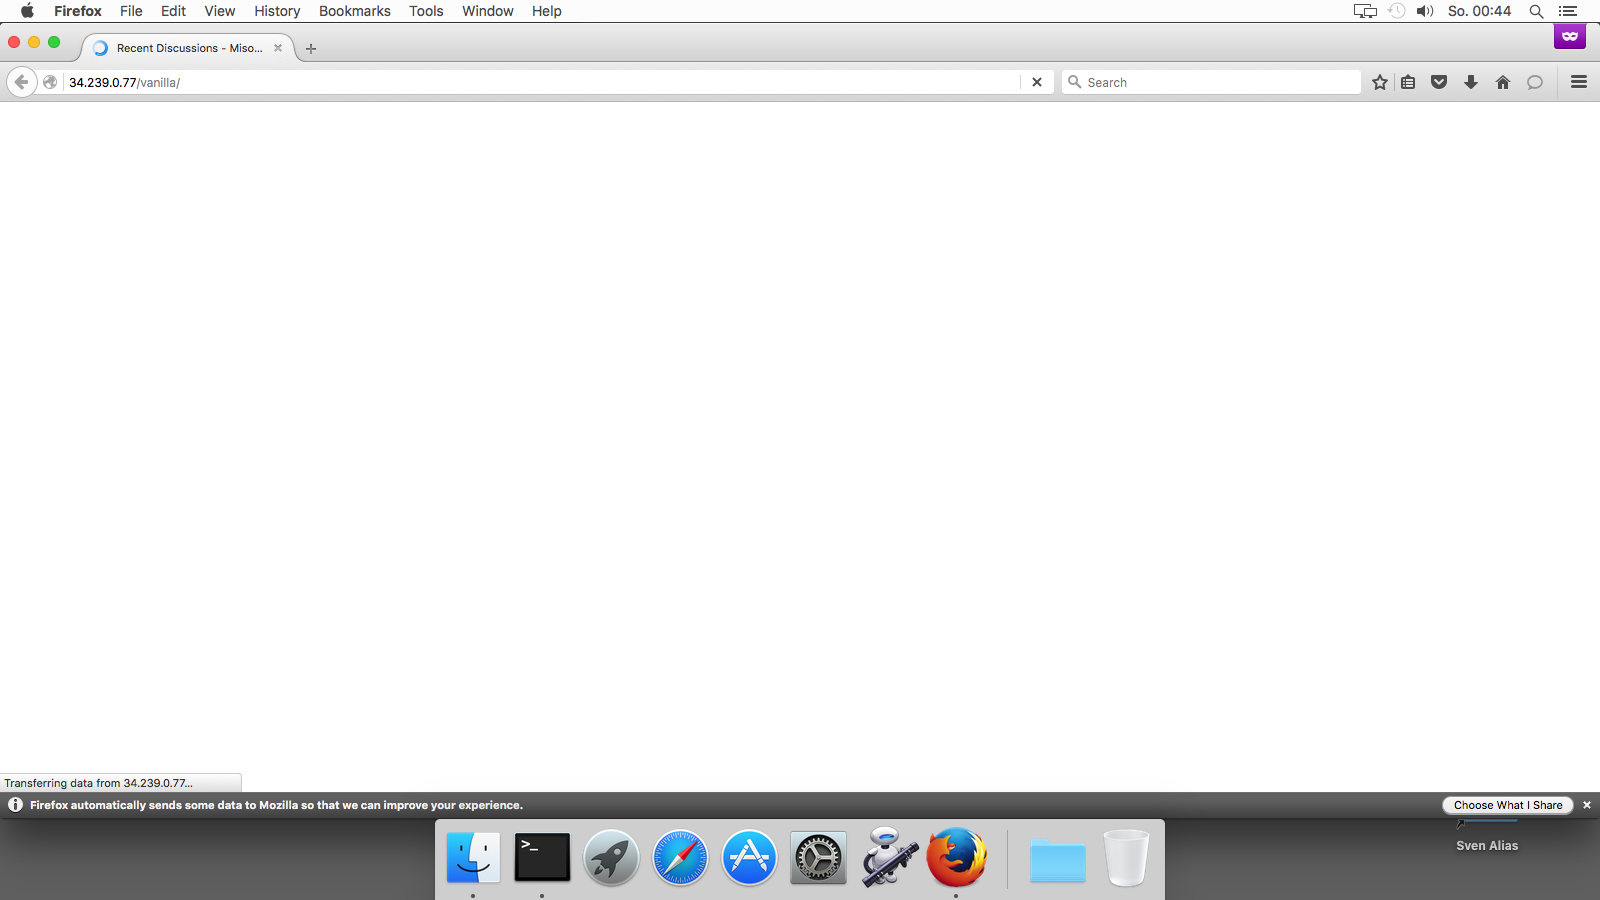 Firefox File Edit View History Bookmarks Tools Window Help So. 00:44
Recent Discussions - Miso...
34.239.0.77/vanilla/
Search
Transferring data from 34.239.0.77...
Firefox automatically sends some data to Mozilla so that we can improve your experience.
Choose What I Share
>_
Sven Alias